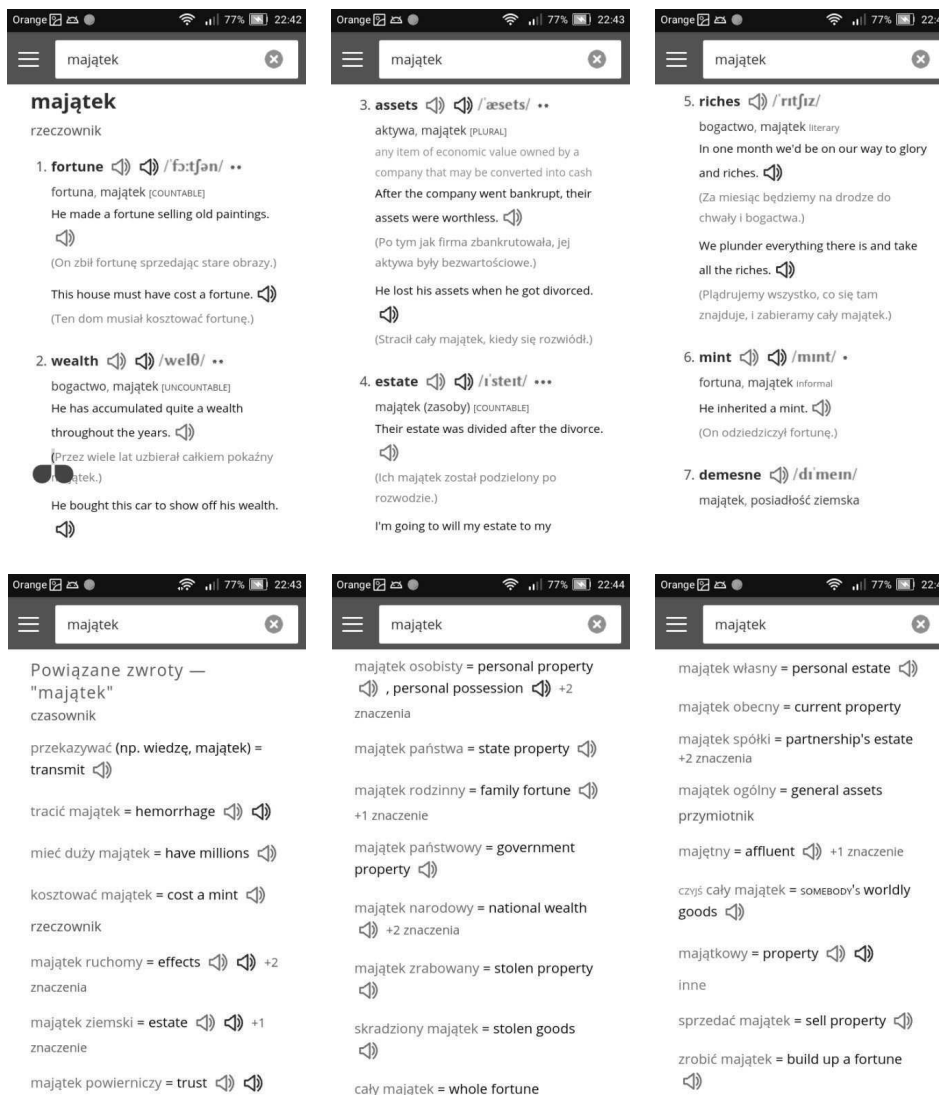 Orange 77% 22:42
majątek
majątek
rzeczownik
1. fortune /ˈfɔːtʃən/ ••
fortuna, majątek [COUNTABLE]
He made a fortune selling old paintings.
(On zbił fortunę sprzedając stare obrazy.)
This house must have cost a fortune.
(Ten dom musiał kosztować fortunę.)
2. wealth /welθ/ ••
bogactwo, majątek [UNCOUNTABLE]
He has accumulated quite a wealth
throughout the years.
(Przez wiele lat uzbierał całkiem pokaźny
He bought this car to show off his wealth.
Orange 77% 22:43
majątek
3. assets /ˈæsets/ ••
aktywa, majątek [PLURAL]
any item of economic value owned by a
company that may be converted into cash
After the company went bankrupt, their
assets were worthless.
(Po tym jak firma zbankrutowała, jej
aktywa były bezwartościowe.)
He lost his assets when he got divorced.
(Stracił cały majątek, kiedy się rozwiódł.)
4. estate /ɪˈsteɪt/ •••
majątek (zasoby) [COUNTABLE]
Their estate was divided after the divorce.
(Ich majątek został podzielony po
rozwodzie.)
I'm going to will my estate to my
Orange 77%
majątek
5. riches /ˈrɪtʃɪz/
bogactwo, majątek literary
In one month we'd be on our way to glory
and riches.
(Za miesiąc będziemy na drodze do
chwały i bogactwa.)
We plunder everything there is and take
all the riches.
(Plądrujemy wszystko, co się tam
znajduje, i zabieramy cały majątek.)
6. mint /mɪnt/ •
fortuna, majątek informal
He inherited a mint.
(On odziedziczył fortunę.)
7. demesne /dɪˈmeɪn/
majątek, posiadłość ziemska
Orange 77% 22:43
majątek
Powiązane zwroty —
"majątek"
czasownik
przekazywać (np. wiedzę, majątek) =
transmit
tracić majątek = hemorrhage
mieć duży majątek = have millions
kosztować majątek = cost a mint
rzeczownik
majątek ruchomy = effects +2
znaczenia
majątek ziemski = estate +1
znaczenie
majątek powierniczy = trust
Orange 77% 22:44
majątek
majątek osobisty = personal property
, personal possession +2
znaczenia
majątek państwa = state property
majątek rodzinny = family fortune
+1 znaczenie
majątek państwowy = government
property
majątek narodowy = national wealth
+2 znaczenia
majątek zrabowany = stolen property
skradziony majątek = stolen goods
cały majątek = whole fortune
Orange 77%
majątek
majątek własny = personal estate
majątek obecny = current property
majątek spółki = partnership's estate
+2 znaczenia
majątek ogólny = general assets
przymiotnik
majętny = affluent +1 znaczenie
czyjś cały majątek = SOMEBODY's worldly
goods
majątkowy = property
inne
sprzedać majątek = sell property
zrobić majątek = build up a fortune